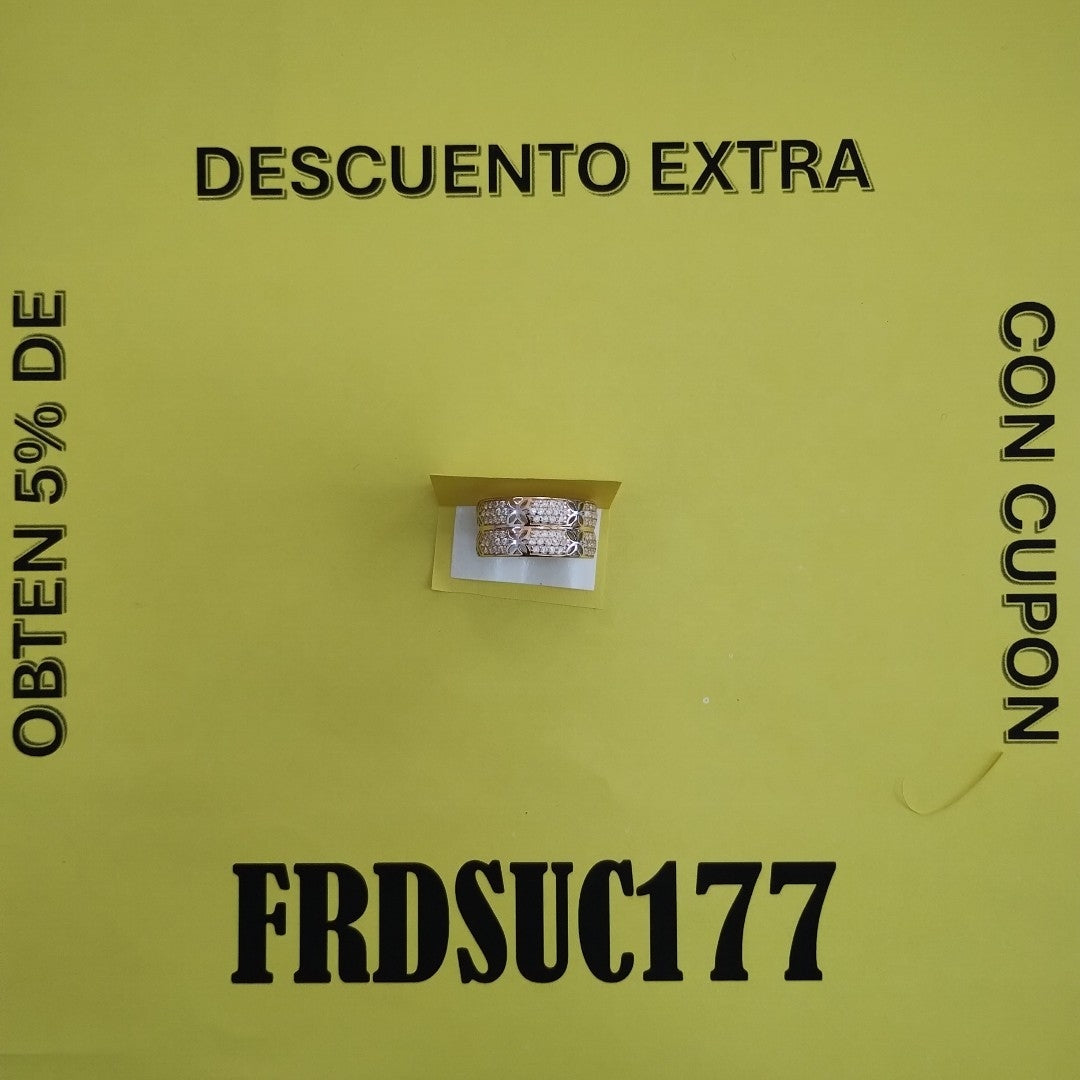 OBTEN 5% DE
DESCUENTO EXTRA
CON CUPON
FRDSUC177